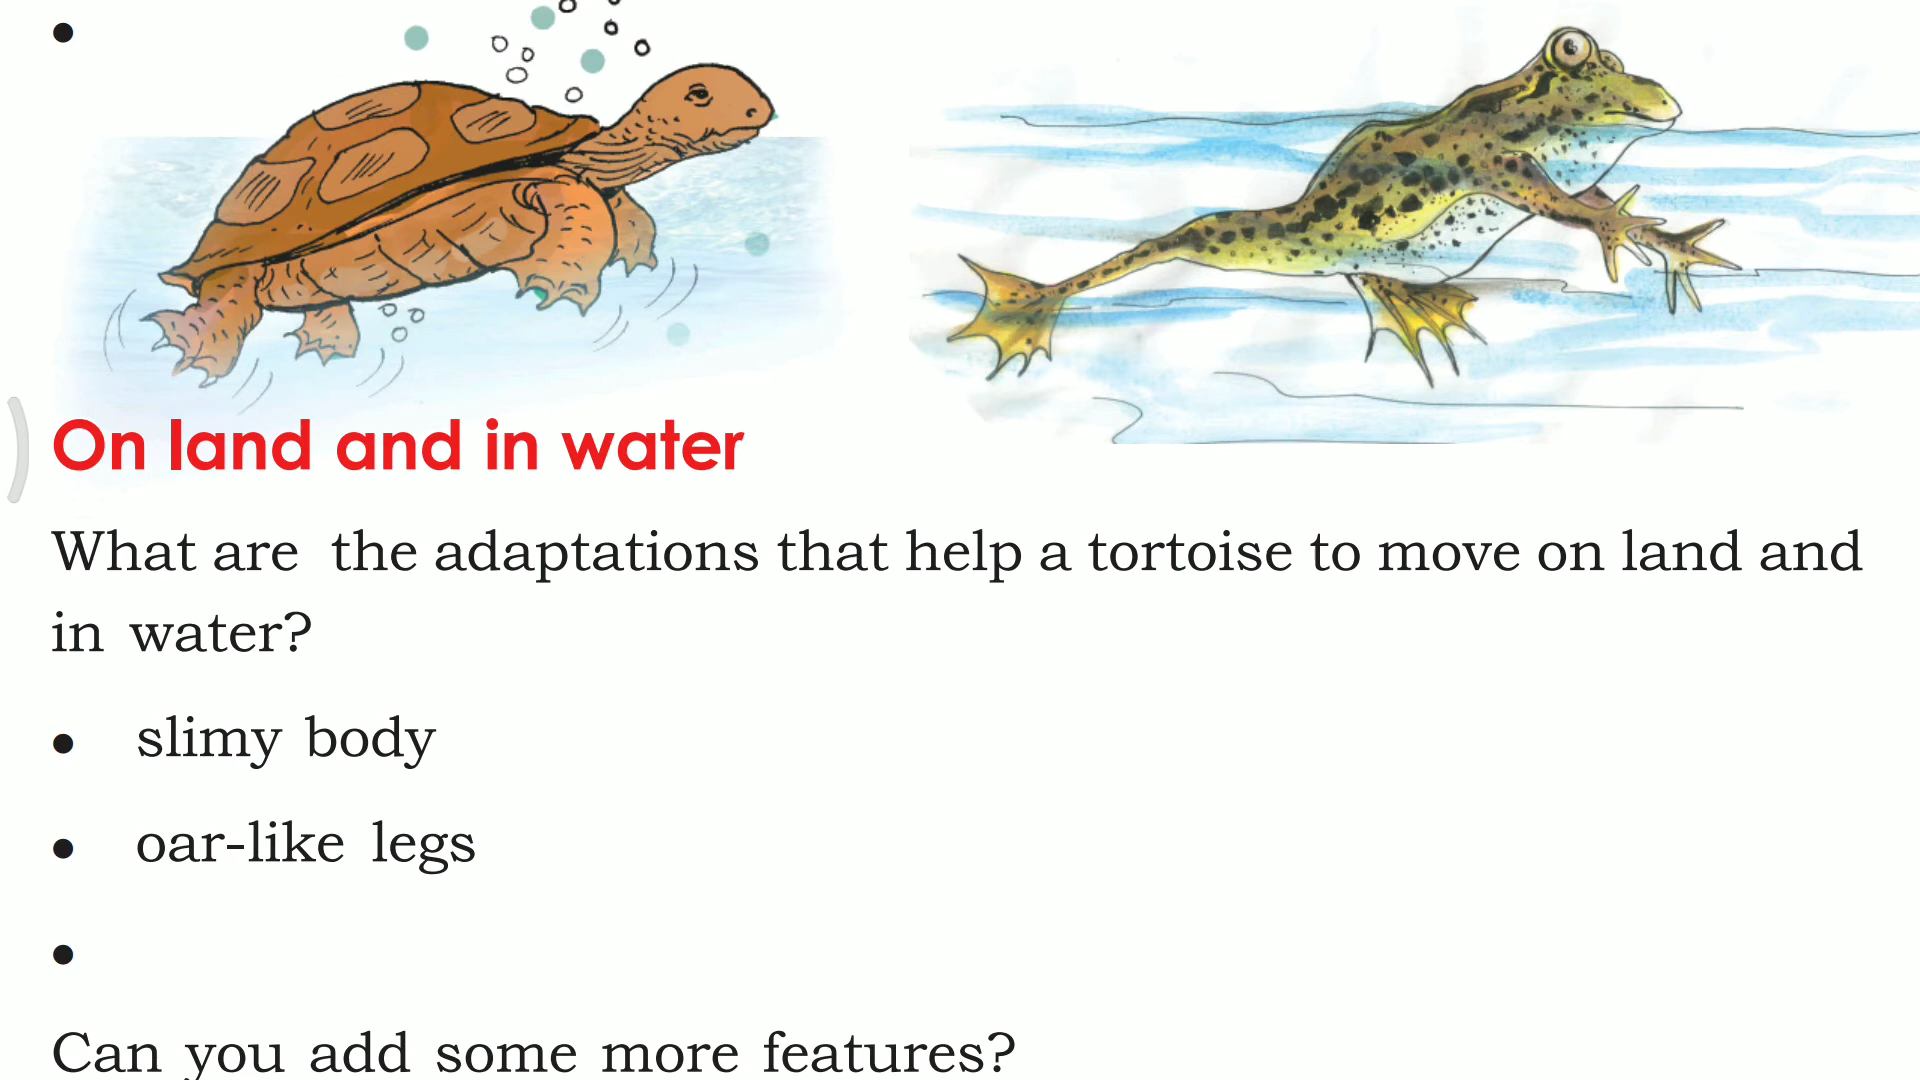 •
On land and in water
What are the adaptations that help a tortoise to move on land and
in water?
• slimy body
• oar-like legs
•
Can you add some more features?